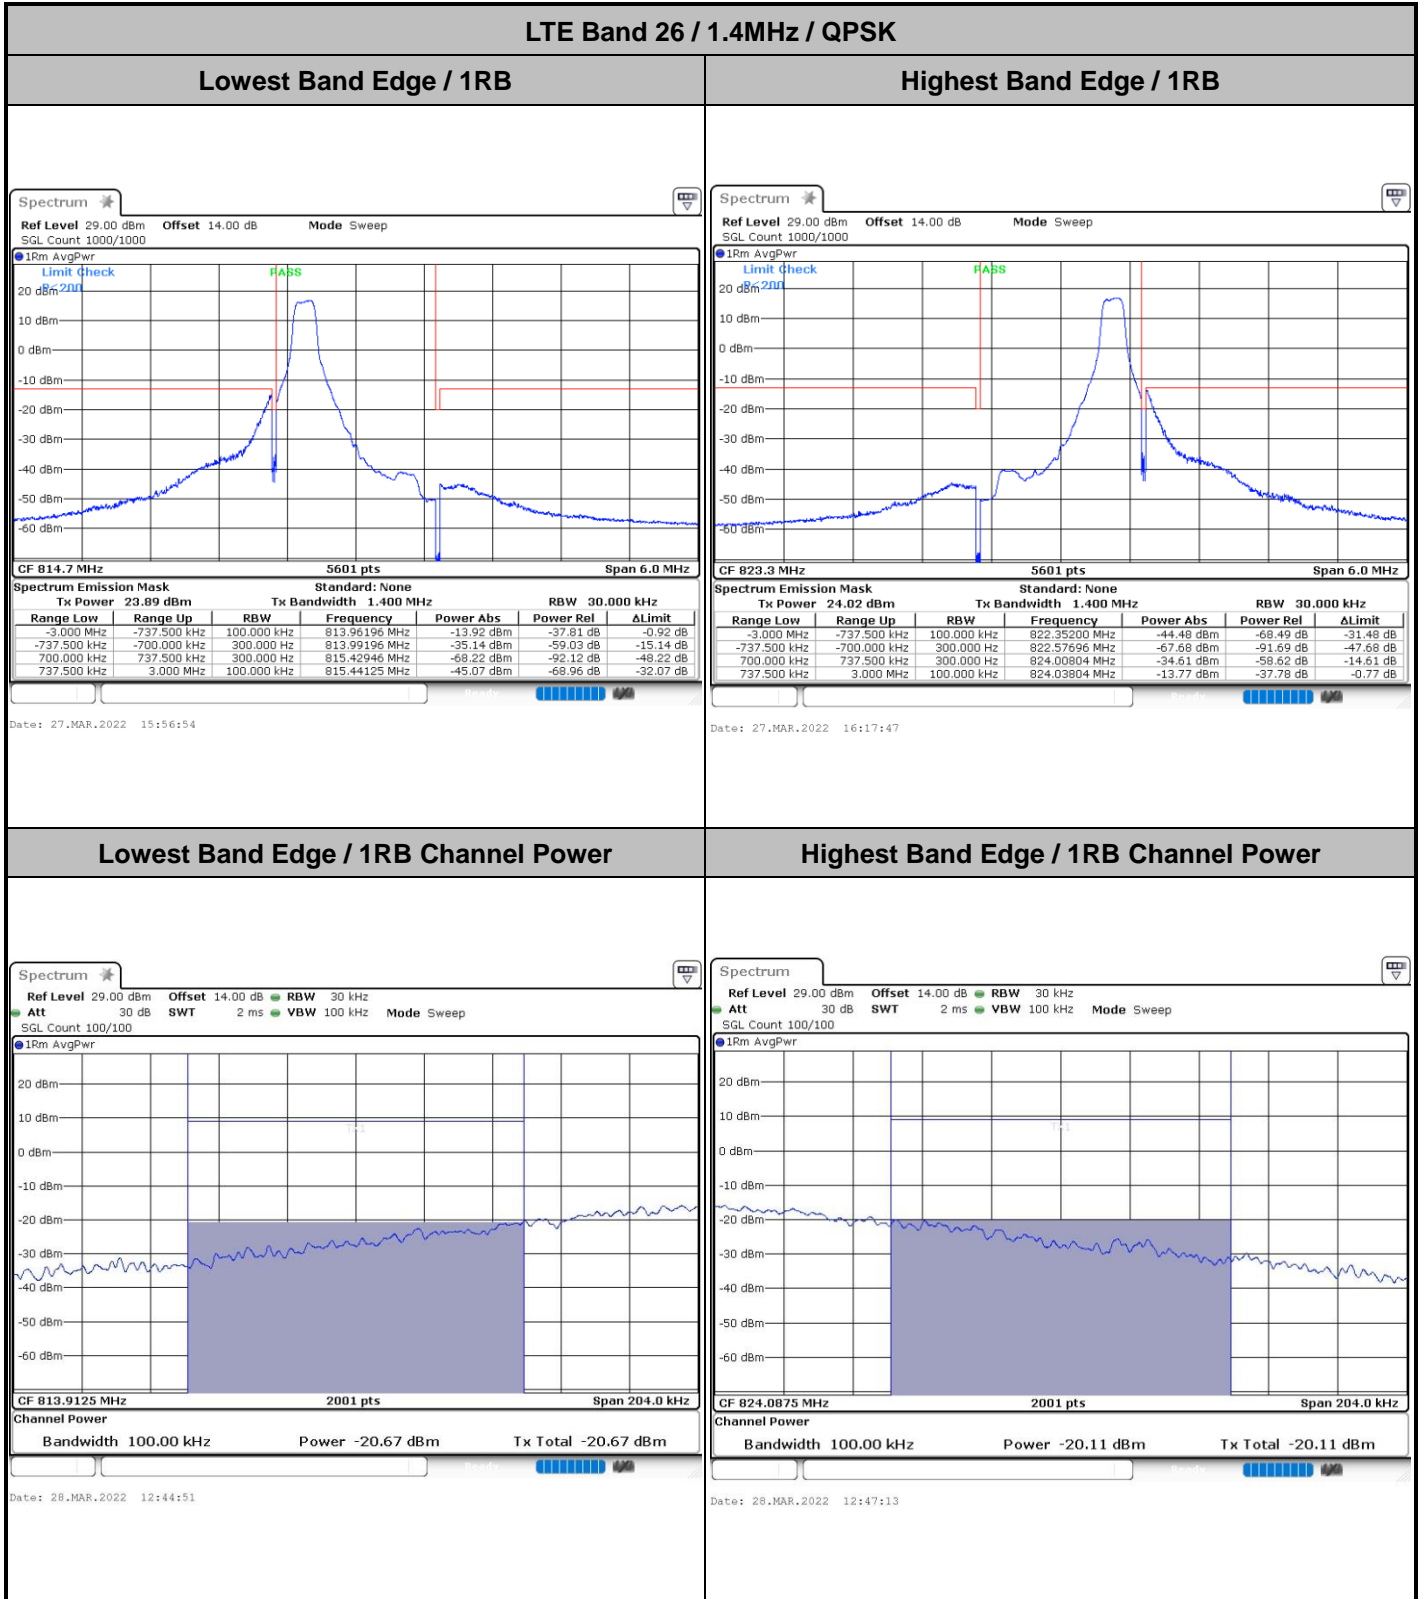 LTE Band 26 / 1.4MHz / QPSK
Lowest Band Edge / 1RB
Highest Band Edge / 1RB
Spectrum
Ref Level 29.00 dBm Offset 14.00 dB Mode Sweep
SGL Count 1000/1000
1Rm AvgPwr
Limit Check PASS
P<200
20 dBm
10 dBm
0 dBm
-10 dBm
-20 dBm
-30 dBm
-40 dBm
-50 dBm
-60 dBm
CF 814.7 MHz 5601 pts Span 6.0 MHz
Spectrum Emission Mask Standard: None
Tx Power 23.89 dBm Tx Bandwidth 1.400 MHz RBW 30.000 kHz
Range Low Range Up RBW Frequency Power Abs Power Rel ΔLimit
-3.000 MHz -737.500 kHz 100.000 kHz 813.96196 MHz -13.92 dBm -37.81 dB -0.92 dB
-737.500 kHz -700.000 kHz 300.000 Hz 813.99196 MHz -35.14 dBm -59.03 dB -15.14 dB
700.000 kHz 737.500 kHz 300.000 Hz 815.42946 MHz -68.22 dBm -92.12 dB -48.22 dB
737.500 kHz 3.000 MHz 100.000 kHz 815.44125 MHz -45.07 dBm -68.96 dB -32.07 dB
Ready
Date: 27.MAR.2022 15:56:54
Spectrum
Ref Level 29.00 dBm Offset 14.00 dB Mode Sweep
SGL Count 1000/1000
1Rm AvgPwr
Limit Check PASS
P<200
20 dBm
10 dBm
0 dBm
-10 dBm
-20 dBm
-30 dBm
-40 dBm
-50 dBm
-60 dBm
CF 823.3 MHz 5601 pts Span 6.0 MHz
Spectrum Emission Mask Standard: None
Tx Power 24.02 dBm Tx Bandwidth 1.400 MHz RBW 30.000 kHz
Range Low Range Up RBW Frequency Power Abs Power Rel ΔLimit
-3.000 MHz -737.500 kHz 100.000 kHz 822.35200 MHz -44.48 dBm -68.49 dB -31.48 dB
-737.500 kHz -700.000 kHz 300.000 Hz 822.57696 MHz -67.68 dBm -91.69 dB -47.68 dB
700.000 kHz 737.500 kHz 300.000 Hz 824.00804 MHz -34.61 dBm -58.62 dB -14.61 dB
737.500 kHz 3.000 MHz 100.000 kHz 824.03804 MHz -13.77 dBm -37.78 dB -0.77 dB
Ready
Date: 27.MAR.2022 16:17:47
Lowest Band Edge / 1RB Channel Power
Highest Band Edge / 1RB Channel Power
Spectrum
Ref Level 29.00 dBm Offset 14.00 dB RBW 30 kHz
Att 30 dB SWT 2 ms VBW 100 kHz Mode Sweep
SGL Count 100/100
1Rm AvgPwr
20 dBm
10 dBm
0 dBm
-10 dBm
-20 dBm
-30 dBm
-40 dBm
-50 dBm
-60 dBm
CF 813.9125 MHz 2001 pts Span 204.0 kHz
Channel Power
Bandwidth 100.00 kHz Power -20.67 dBm Tx Total -20.67 dBm
Ready
Date: 28.MAR.2022 12:44:51
Spectrum
Ref Level 29.00 dBm Offset 14.00 dB RBW 30 kHz
Att 30 dB SWT 2 ms VBW 100 kHz Mode Sweep
SGL Count 100/100
1Rm AvgPwr
20 dBm
10 dBm
0 dBm
-10 dBm
-20 dBm
-30 dBm
-40 dBm
-50 dBm
-60 dBm
CF 824.0875 MHz 2001 pts Span 204.0 kHz
Channel Power
Bandwidth 100.00 kHz Power -20.11 dBm Tx Total -20.11 dBm
Ready
Date: 28.MAR.2022 12:47:13